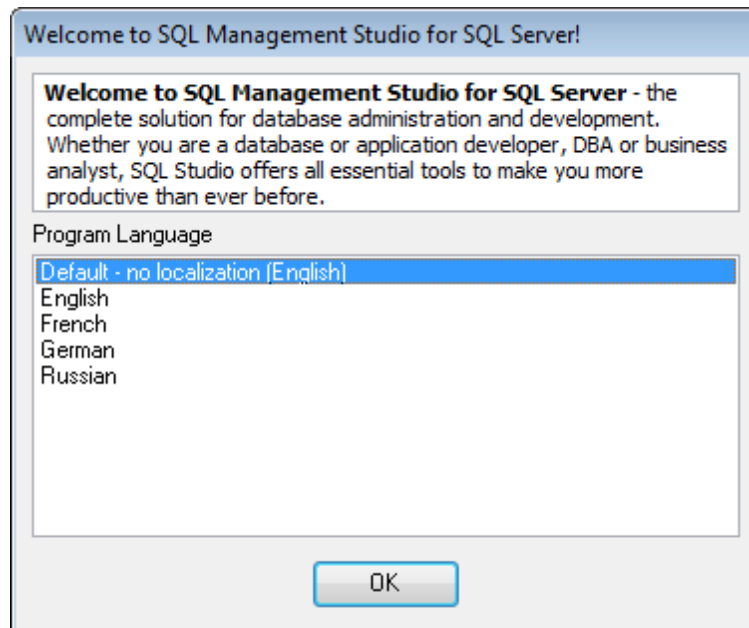 Welcome to SQL Management Studio for SQL Server!
Welcome to SQL Management Studio for SQL Server - the
complete solution for database administration and development.
Whether you are a database or application developer, DBA or business
analyst, SQL Studio offers all essential tools to make you more
productive than ever before.
Program Language
Default - no localization (English)
English
French
German
Russian
OK